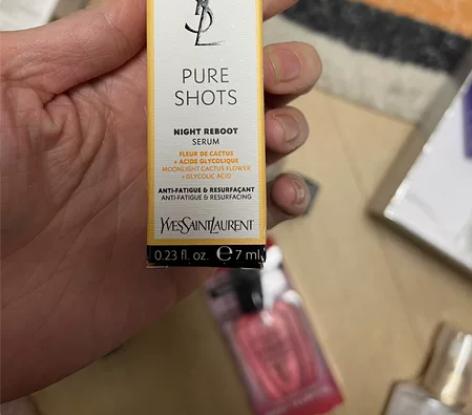 YSL
PURE
SHOTS
NIGHT REBOOT
SERUM
FLEUR DE CACTUS
+ ACIDE GLYCOLIQUE
MOONLIGHT CACTUS FLOWER
+ GLYCOLIC ACID
ANTI-FATIGUE & RESURFAÇANT
ANTI-FATIGUE & RESURFACING
YVESSAINTLAURENT
0.23 fl. oz. ℮ 7 ml